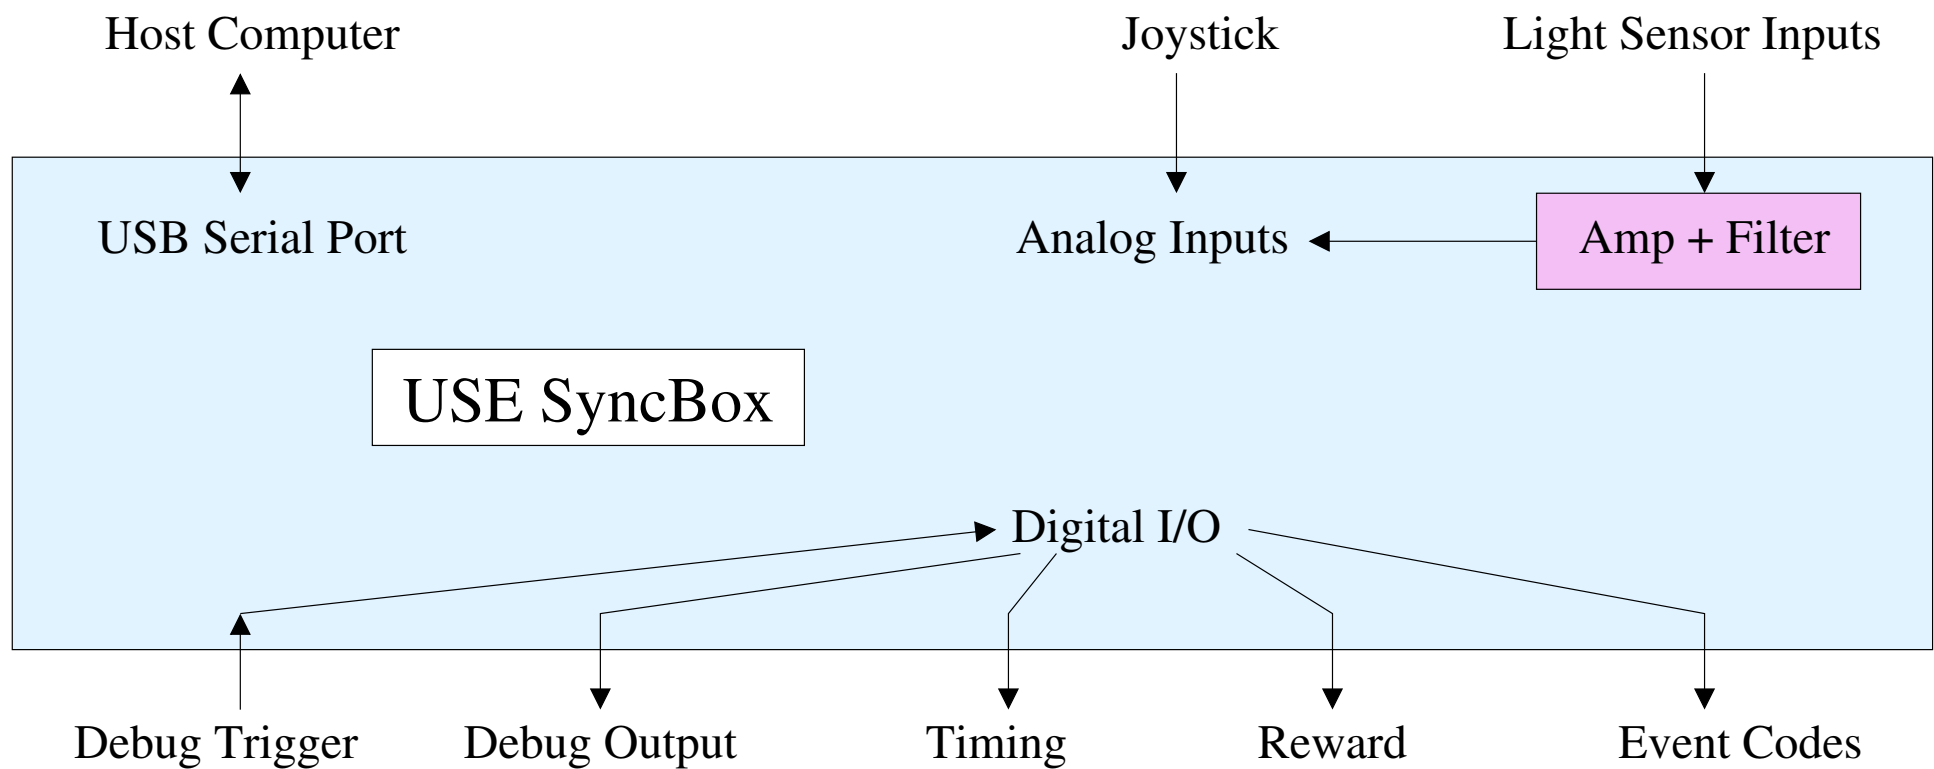 Host Computer
Joystick
Light Sensor Inputs
USB Serial Port
Analog Inputs
Amp + Filter
USE SyncBox
Digital I/O
Debug Trigger
Debug Output
Timing
Reward
Event Codes